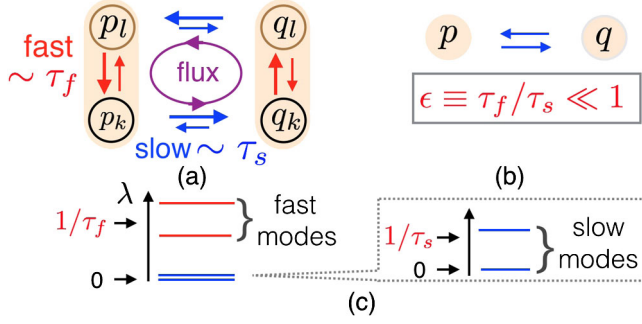 p_l
q_l
fast
~ τ_f
flux
p_k
q_k
slow ~ τ_s
(a)
p
q
ϵ ≡ τ_f/τ_s ≪ 1
(b)
λ
1/τ_f
0
fast
modes
1/τ_s
0
slow
modes
(c)